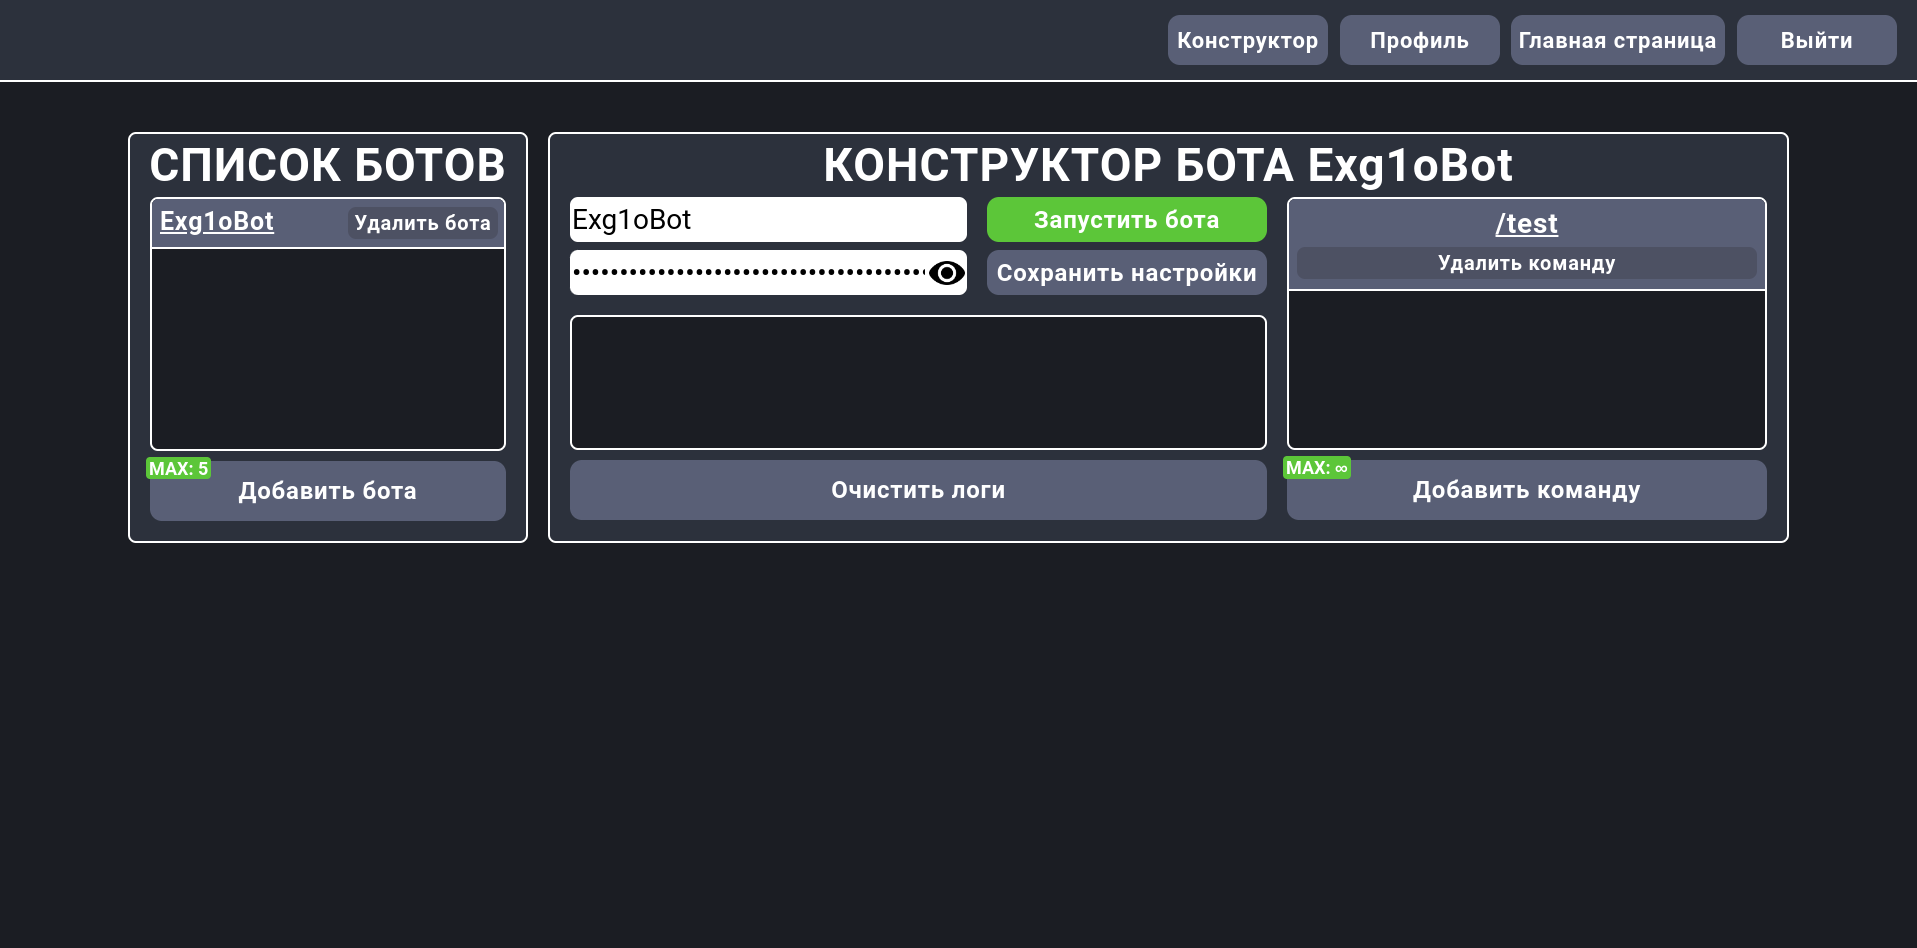 Конструктор
Профиль
Главная страница
Выйти
СПИСОК БОТОВ
Exg1oBot
Удалить бота
MAX: 5
Добавить бота
КОНСТРУКТОР БОТА Exg1oBot
Exg1oBot
Запустить бота
Сохранить настройки
Очистить логи
/test
Удалить команду
MAX: ∞
Добавить команду